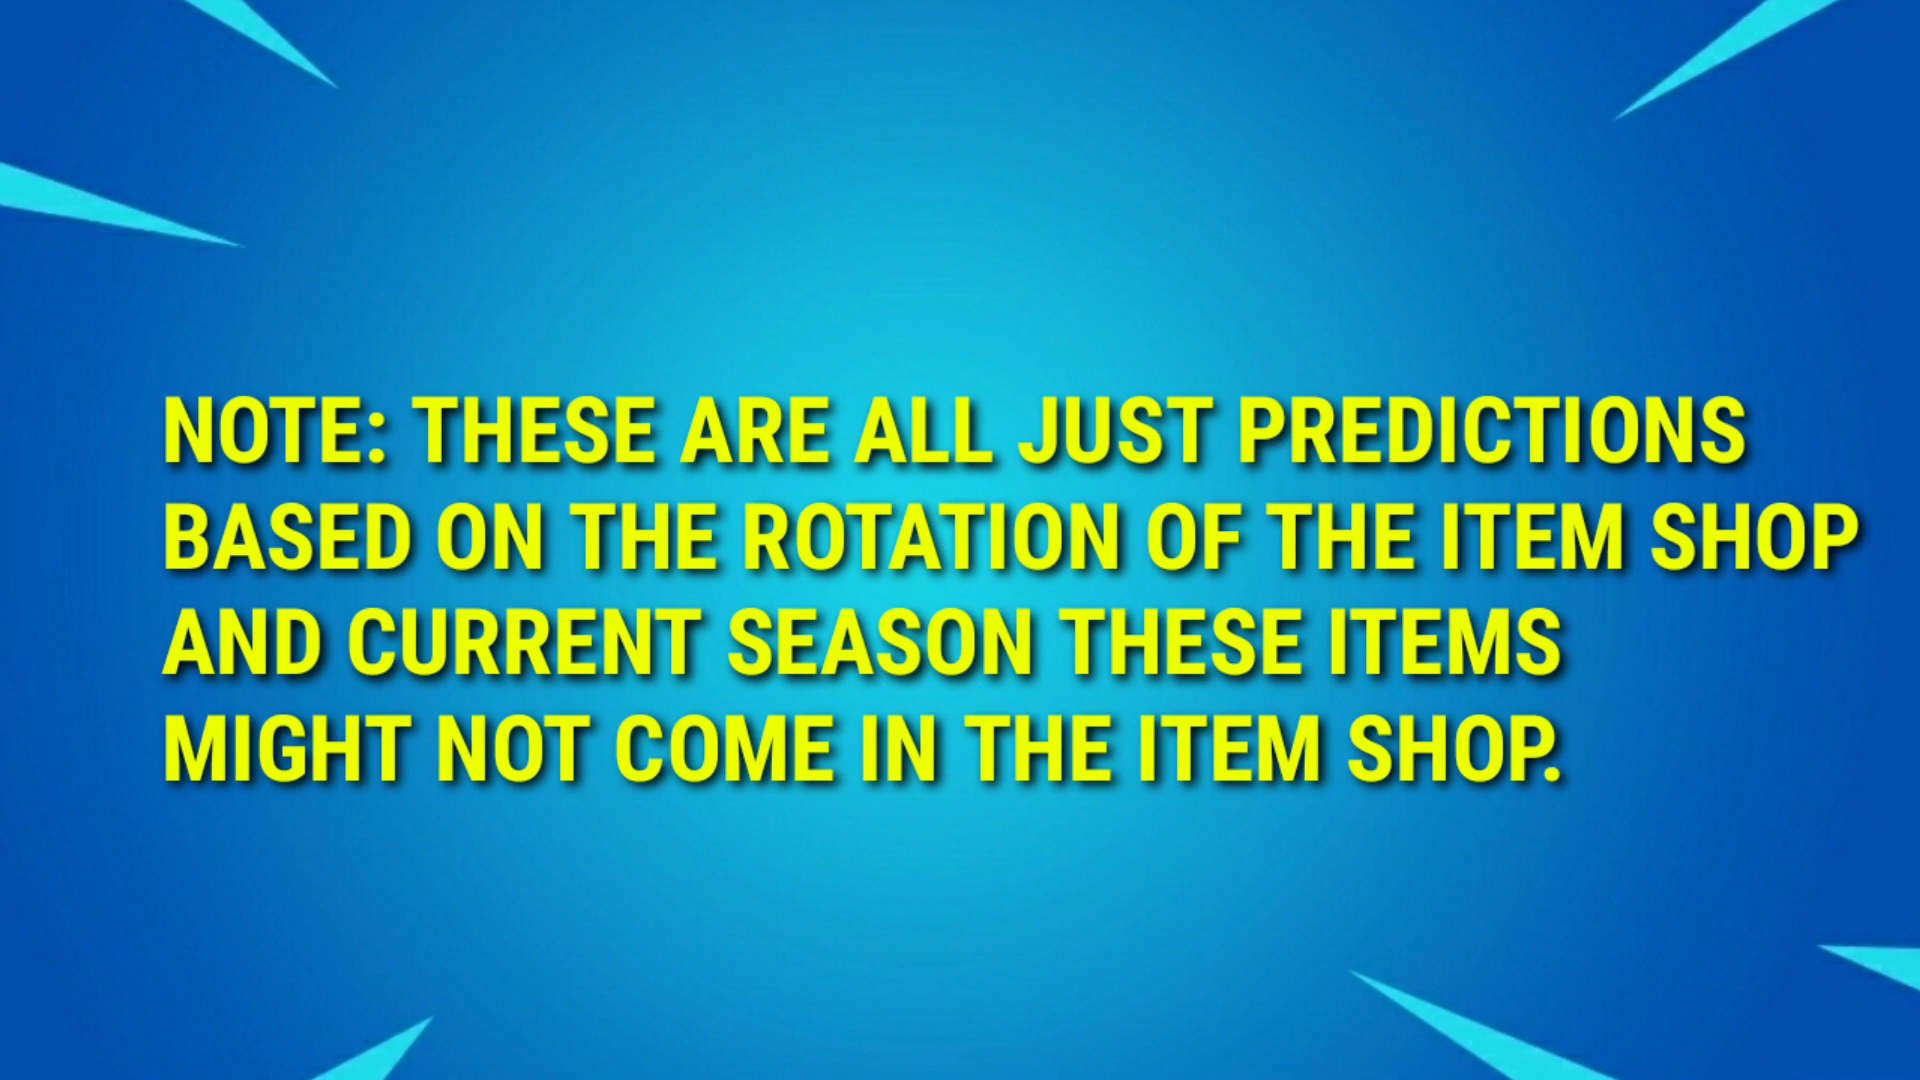 NOTE: THESE ARE ALL JUST PREDICTIONS
BASED ON THE ROTATION OF THE ITEM SHOP
AND CURRENT SEASON THESE ITEMS
MIGHT NOT COME IN THE ITEM SHOP.